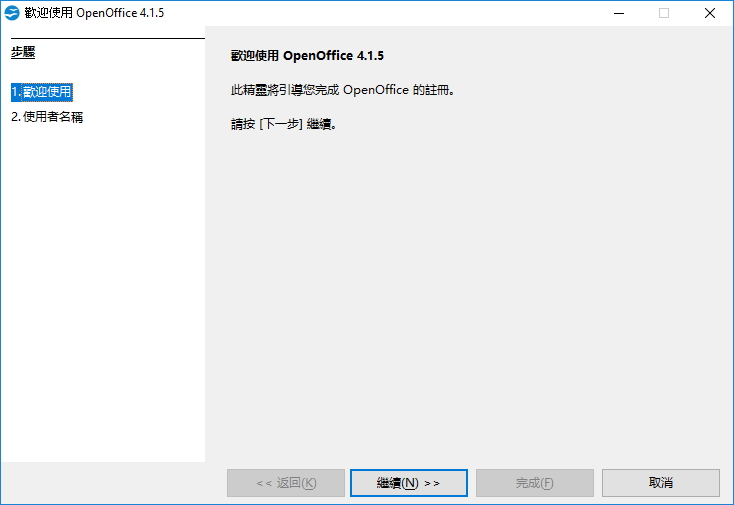 歡迎使用 OpenOffice 4.1.5
步驟
1. 歡迎使用
2. 使用者名稱
歡迎使用 OpenOffice 4.1.5
此精靈將引導您完成 OpenOffice 的註冊。
請按 [下一步] 繼續。
<< 返回(K)
繼續(N) >>
完成(F)
取消